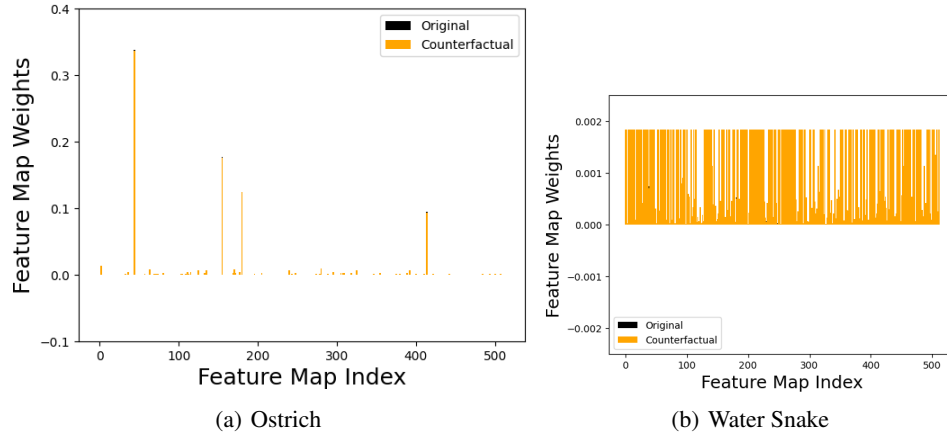 0.4
0.3
0.2
0.1
0.0
−0.1
Feature Map Weights
Original
Counterfactual
0 100 200 300 400 500
Feature Map Index
(a) Ostrich
0.002
0.001
0.000
−0.001
−0.002
Feature Map Weights
Original
Counterfactual
0 100 200 300 400 500
Feature Map Index
(b) Water Snake